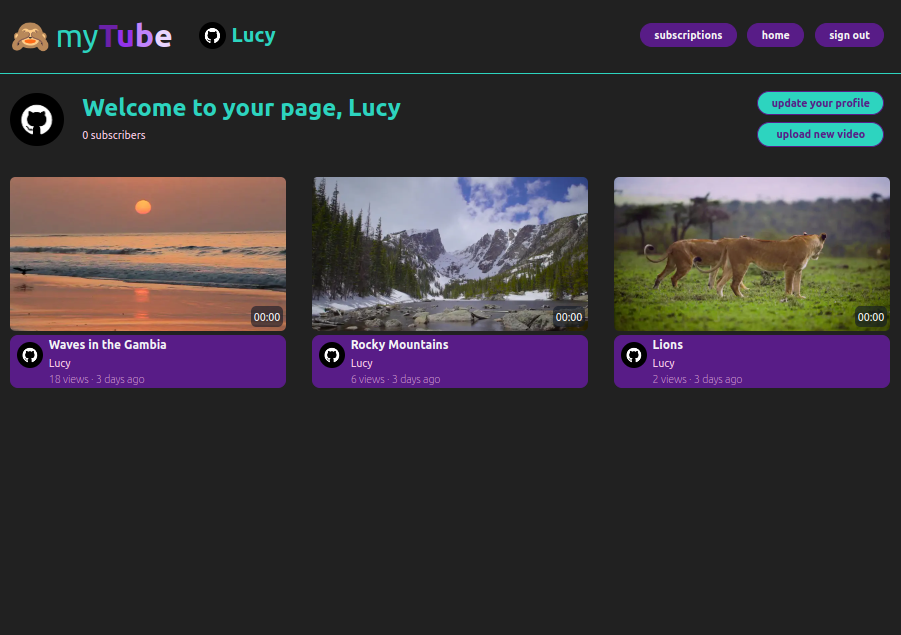 myTube Lucy subscriptions home sign out
Welcome to your page, Lucy
0 subscribers
update your profile
upload new video
00:00 00:00 00:00
Waves in the Gambia
Lucy
18 views · 3 days ago
Rocky Mountains
Lucy
6 views · 3 days ago
Lions
Lucy
2 views · 3 days ago